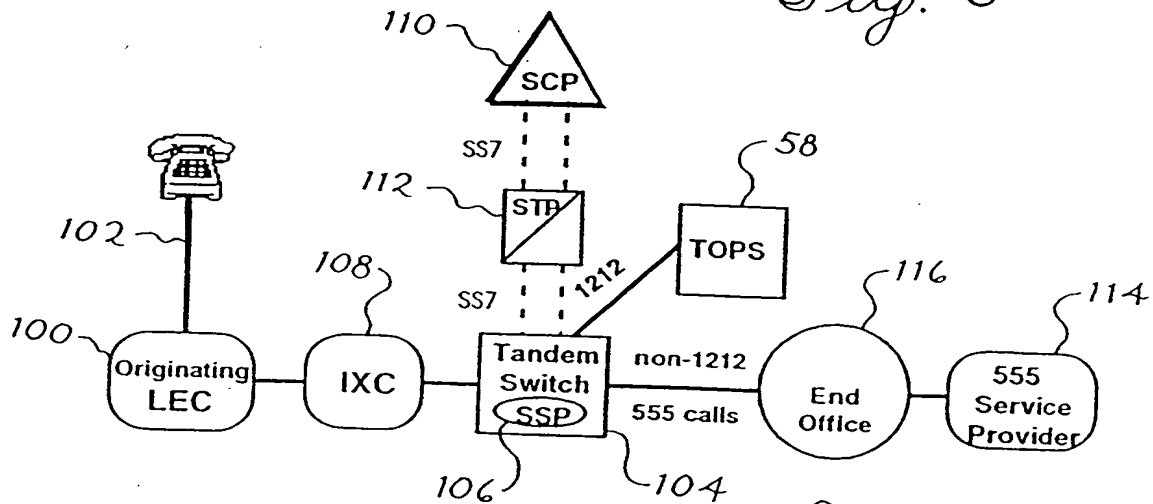 Fig.
110
SCP
SS7
58
112
STP
TOPS
102
108
SS7
1212
116
114
100
Originating
LEC
IXC
Tandem
Switch
SSP
non-1212
555 calls
End
Office
555
Service
Provider
106
104